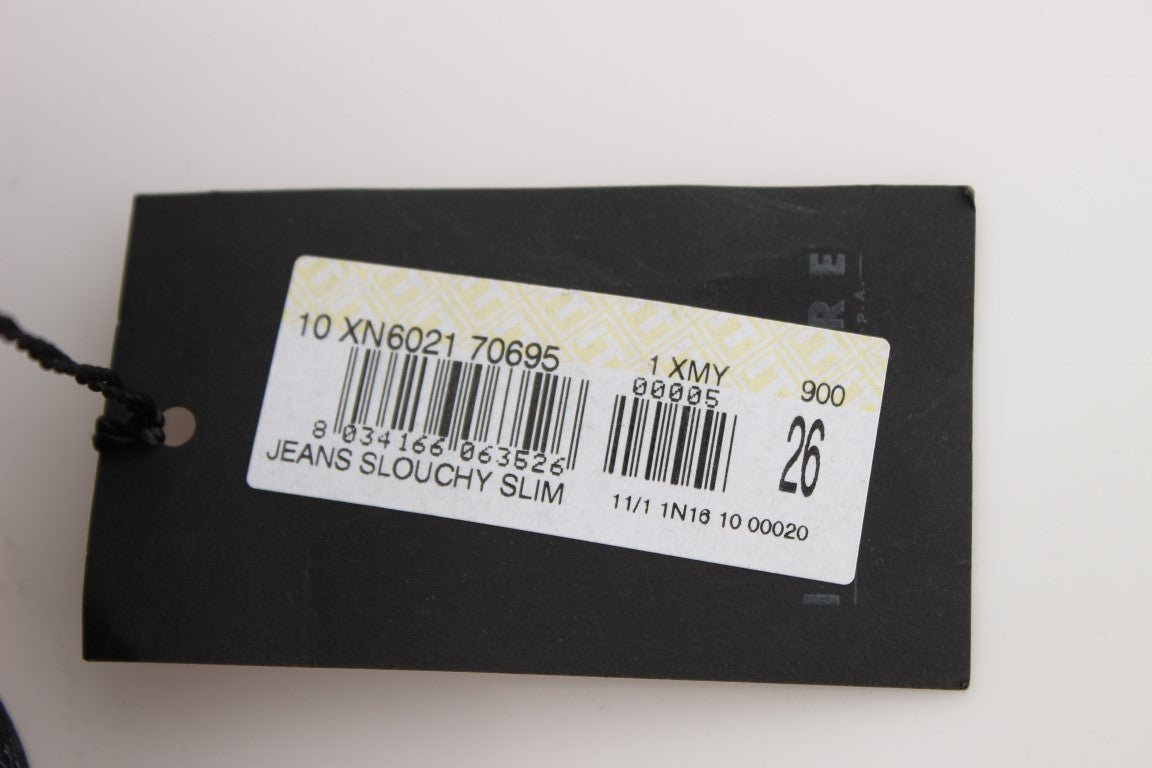 10 XN6021 70695
1 XMY
900
00005
26
8 034166 063526
JEANS SLOUCHY SLIM
11/1 1N16 10 00020